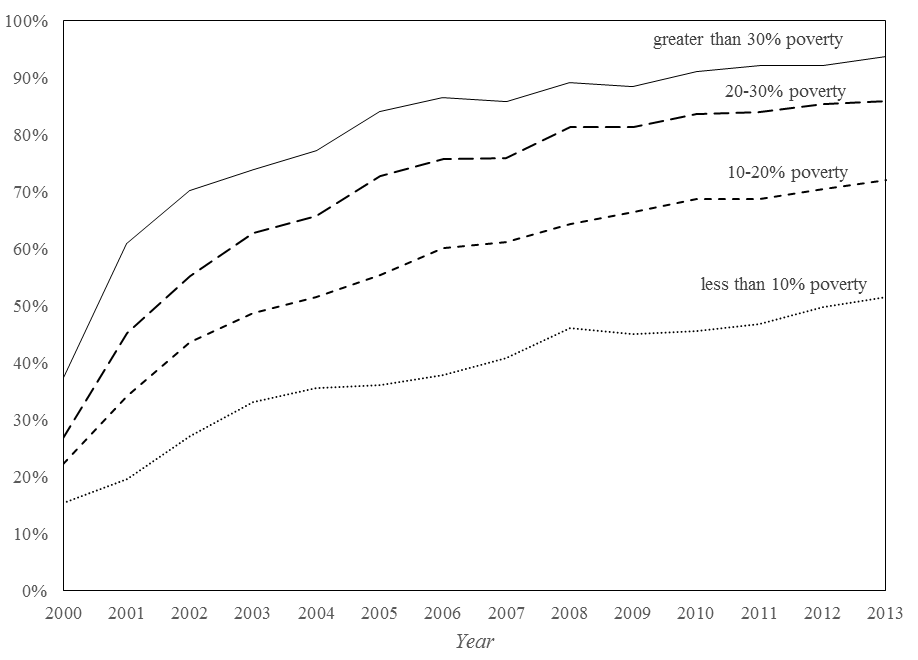 100%
greater than 30% poverty
90%
20-30% poverty
80%
10-20% poverty
70%
60%
less than 10% poverty
50%
40%
30%
20%
10%
0%
2000 2001 2002 2003 2004 2005 2006 2007 2008 2009 2010 2011 2012 2013
Year